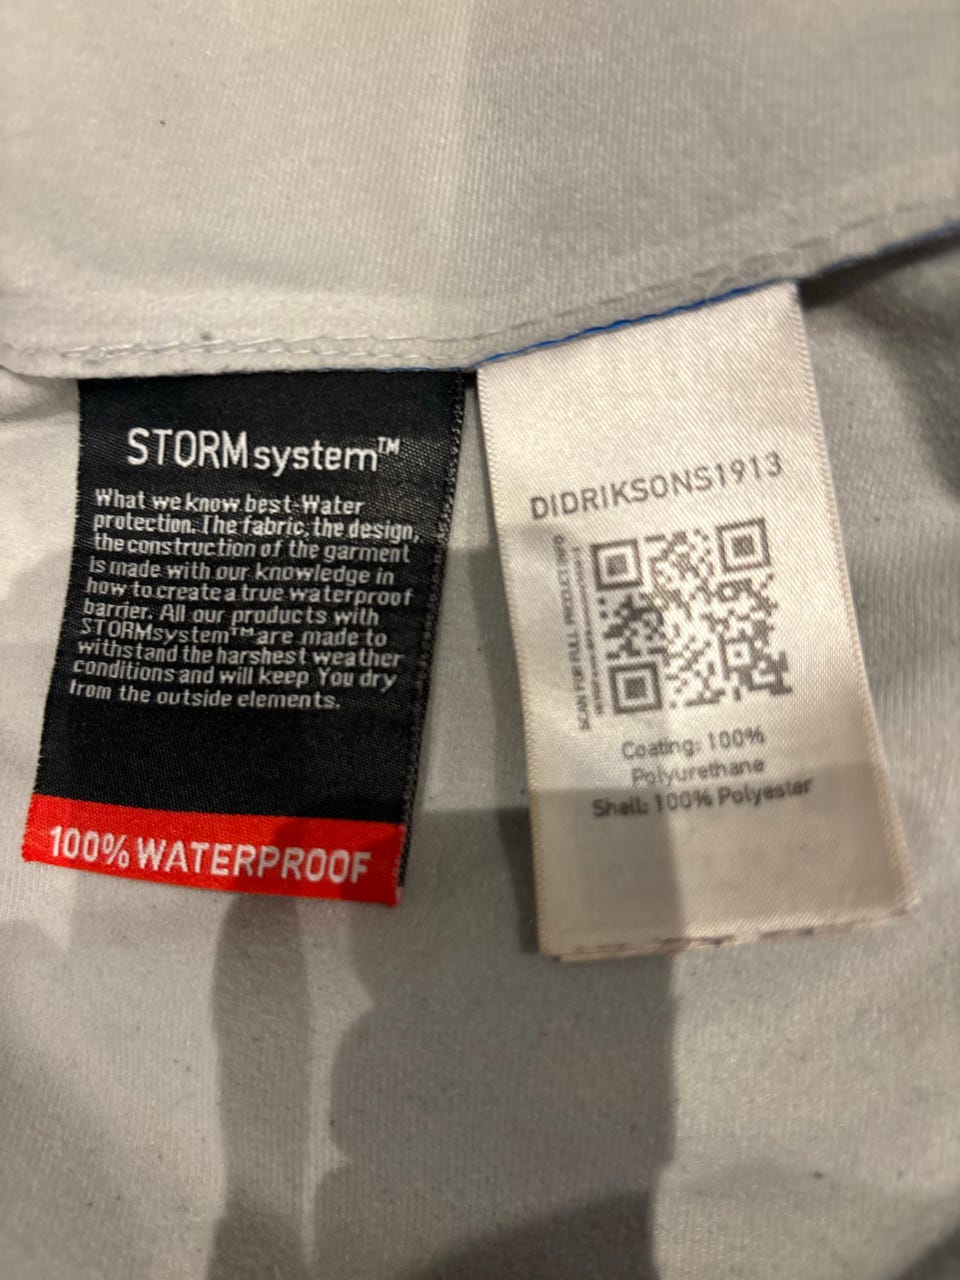 STORMsystem™
What we know best-Water
protection. The fabric, the design,
the construction of the garment
is made with our knowledge in
how to create a true waterproof
barrier. All our products with
STORMsystem™ are made to
withstand the harshest weather
conditions and will keep You dry
from the outside elements.
100% WATERPROOF
DIDRIKSONS1913
SCAN FOR FULL PRODUCT INFO
Coating: 100%
Polyurethane
Shell: 100% Polyester